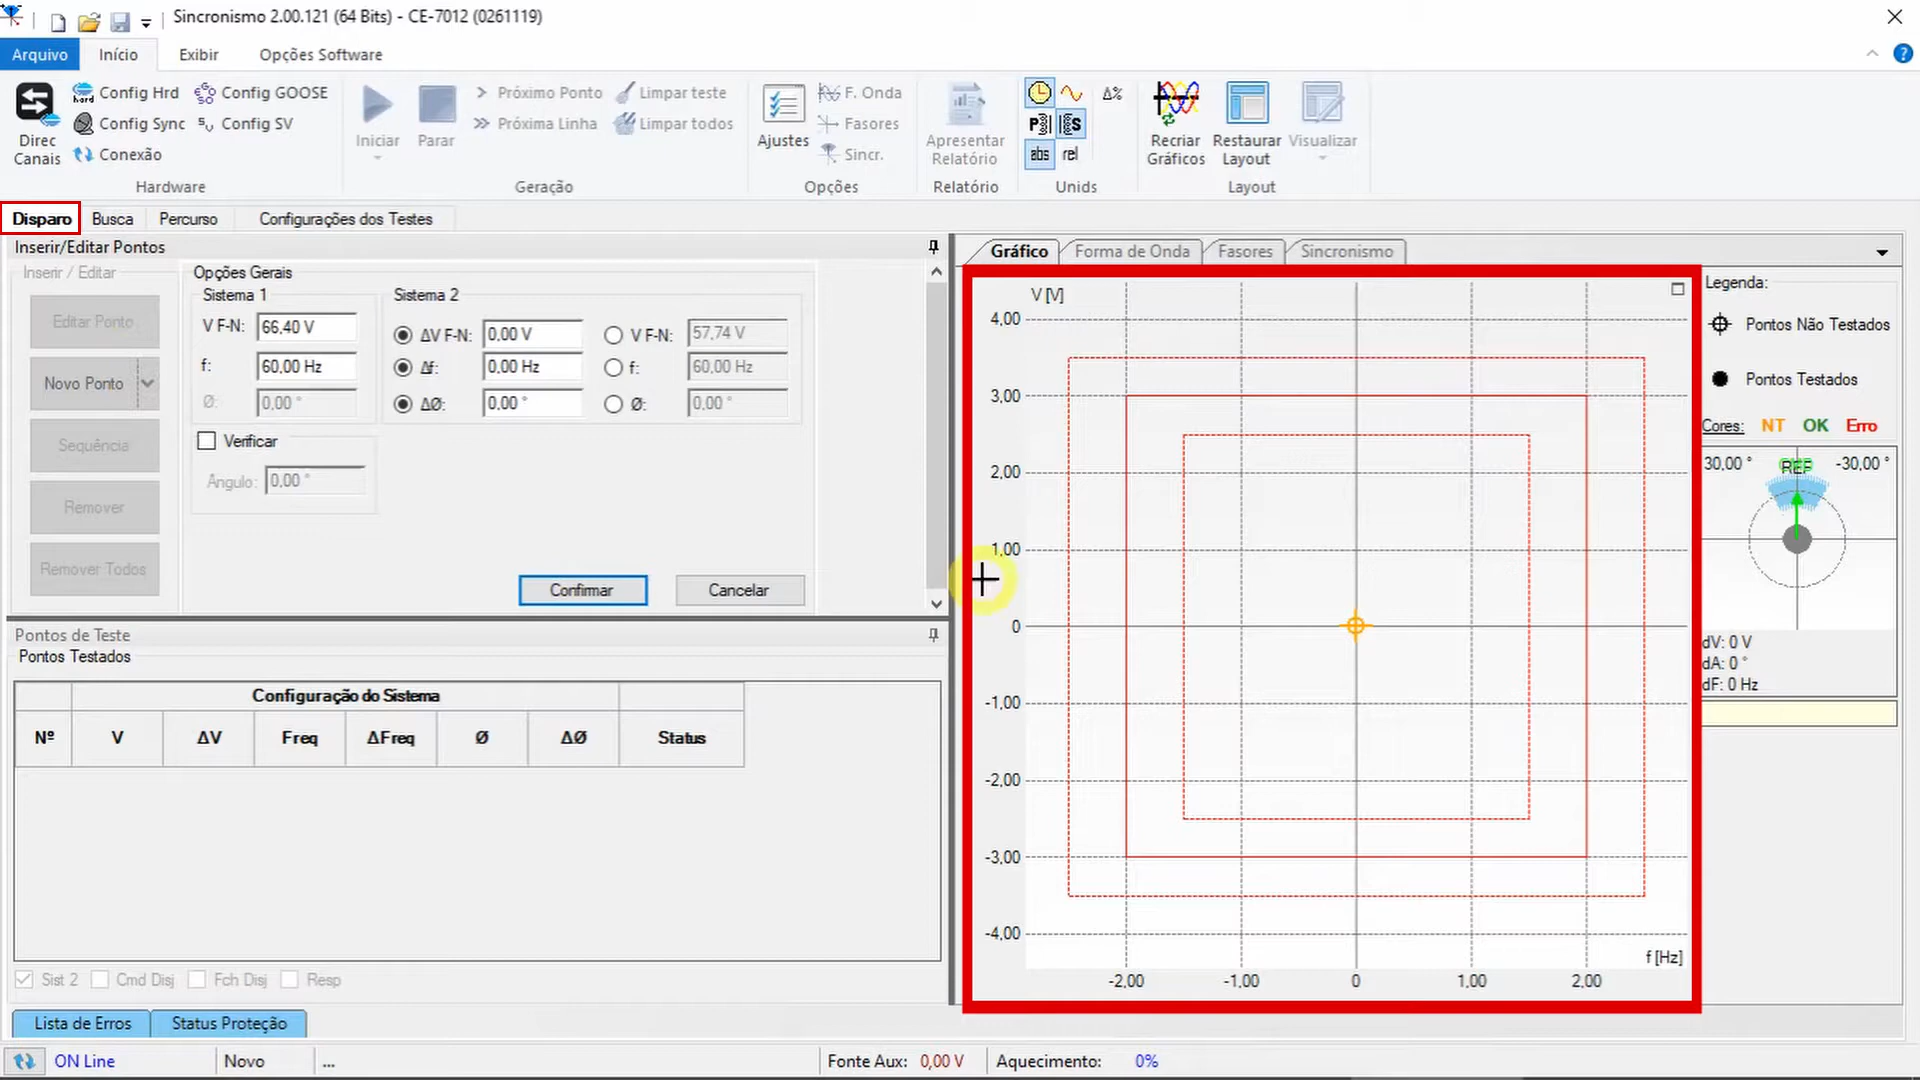 Sincronismo 2.00.121 (64 Bits) - CE-7012 (0261119)
Arquivo Início Exibir Opções Software
Direc Canais
Config Hrd Config GOOSE
Config Sync Config SV
Conexão
Hardware
Iniciar Parar
Próximo Ponto Limpar teste
Próxima Linha Limpar todos
Geração
Ajustes
F. Onda
Fasores
Sincr.
Opções
Apresentar Relatório
Relatório
Δ%
abs rel
Unids
Recriar Gráficos
Restaurar Layout
Visualizar
Layout
Disparo Busca Percurso Configurações dos Testes
Inserir/Editar Pontos
Inserir / Editar
Editar Ponto
Novo Ponto
Sequência
Remover
Remover Todos
Opções Gerais
Sistema 1
V F-N: 66,40 V
f: 60,00 Hz
Ø: 0,00 °
Sistema 2
ΔV F-N: 0,00 V V F-N: 57,74 V
Δf: 0,00 Hz f: 60,00 Hz
ΔØ: 0,00 ° Ø: 0,00 °
Verificar
Angulo: 0,00 °
Confirmar Cancelar
Pontos de Teste
Pontos Testados
Configuração do Sistema
Nº V ΔV Freq ΔFreq Ø ΔØ Status
Sist 2 Cmd Disj Fch Disj Resp
Lista de Erros Status Proteção
Gráfico Forma de Onda Fasores Sincronismo
V [V]
4,00
3,00
2,00
1,00
0
-1,00
-2,00
-3,00
-4,00
f [Hz]
-2,00 -1,00 0 1,00 2,00
Legenda:
Pontos Não Testados
Pontos Testados
Cores: NT OK Erro
30,00 ° REF -30,00 °
dV: 0 V
dA: 0 °
dF: 0 Hz
ON Line Novo ... Fonte Aux: 0,00 V Aquecimento: 0%